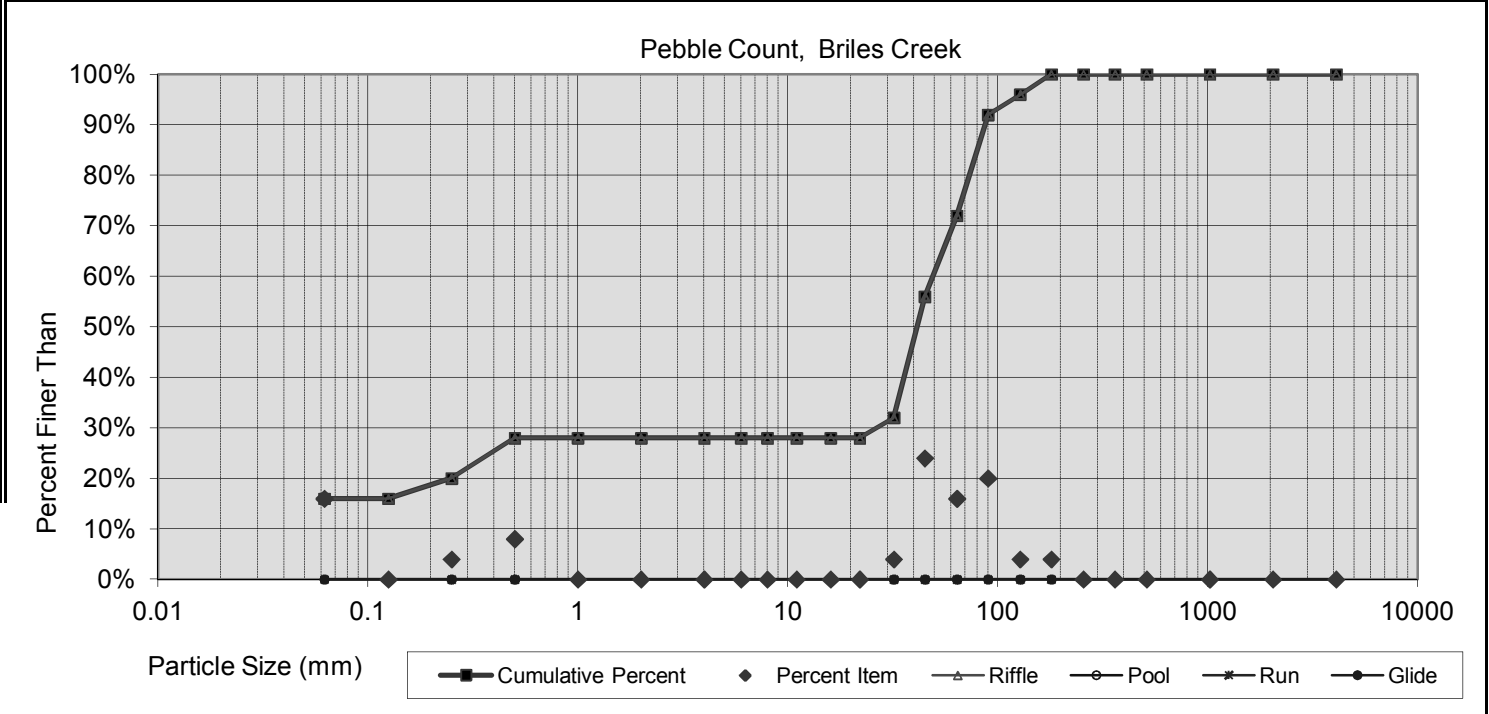 Pebble Count, Briles Creek
100%
90%
80%
70%
60%
50%
40%
30%
20%
10%
0%
Percent Finer Than
0.01 0.1 1 10 100 1000 10000
Particle Size (mm)
Cumulative Percent Percent Item Riffle Pool Run Glide